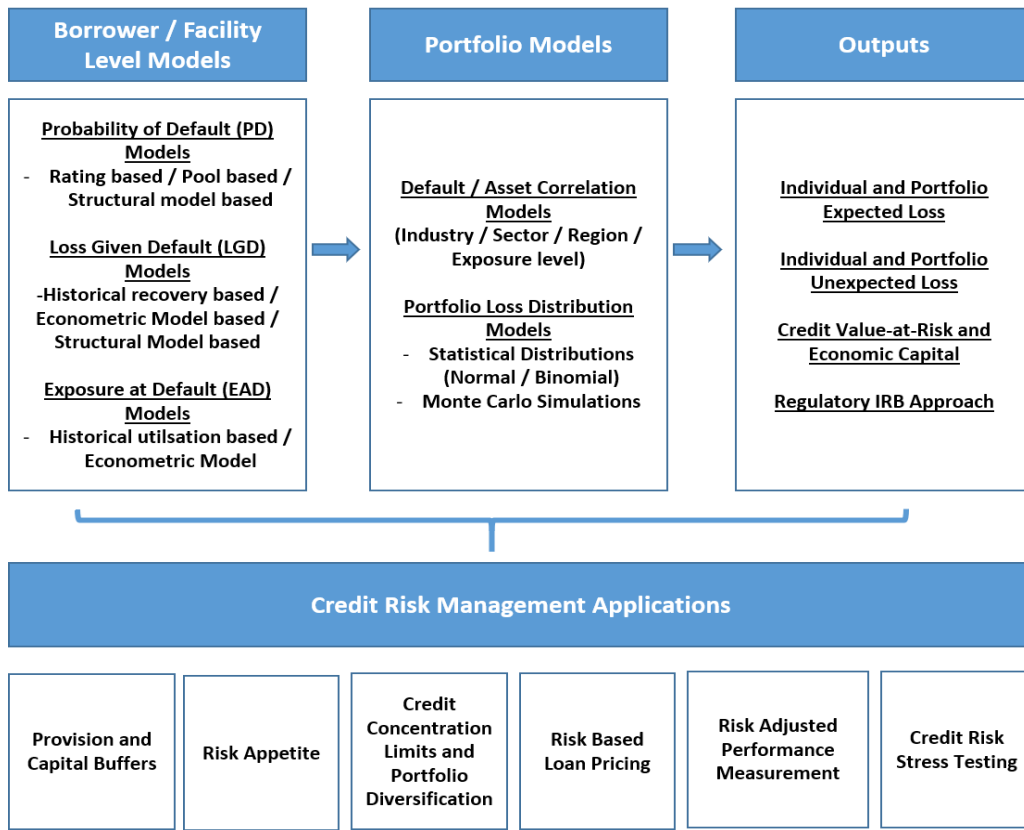 Borrower / Facility
Level Models
Portfolio Models
Outputs
Probability of Default (PD)
Models
- Rating based / Pool based /
Structural model based
Loss Given Default (LGD)
Models
-Historical recovery based /
Econometric Model based /
Structural Model based
Exposure at Default (EAD)
Models
- Historical utilsation based /
Econometric Model
Default / Asset Correlation
Models
(Industry / Sector / Region /
Exposure level)
Portfolio Loss Distribution
Models
- Statistical Distributions
(Normal / Binomial)
- Monte Carlo Simulations
Individual and Portfolio
Expected Loss
Individual and Portfolio
Unexpected Loss
Credit Value-at-Risk and
Economic Capital
Regulatory IRB Approach
Credit Risk Management Applications
Provision and
Capital Buffers
Risk Appetite
Credit
Concentration
Limits and
Portfolio
Diversification
Risk Based
Loan Pricing
Risk Adjusted
Performance
Measurement
Credit Risk
Stress Testing